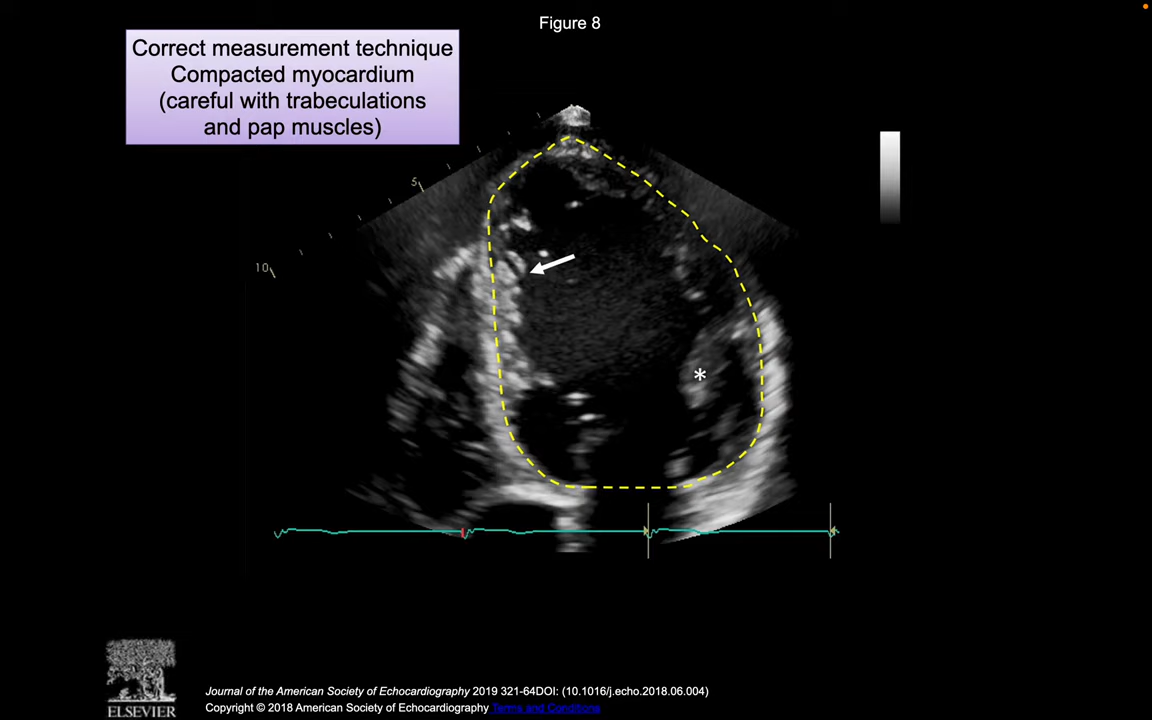 Figure 8
Correct measurement technique
Compacted myocardium
(careful with trabeculations
and pap muscles)
5
10
*
ELSEVIER
Journal of the American Society of Echocardiography 2019 321-64DOI: (10.1016/j.echo.2018.06.004)
Copyright © 2018 American Society of Echocardiography Terms and Conditions